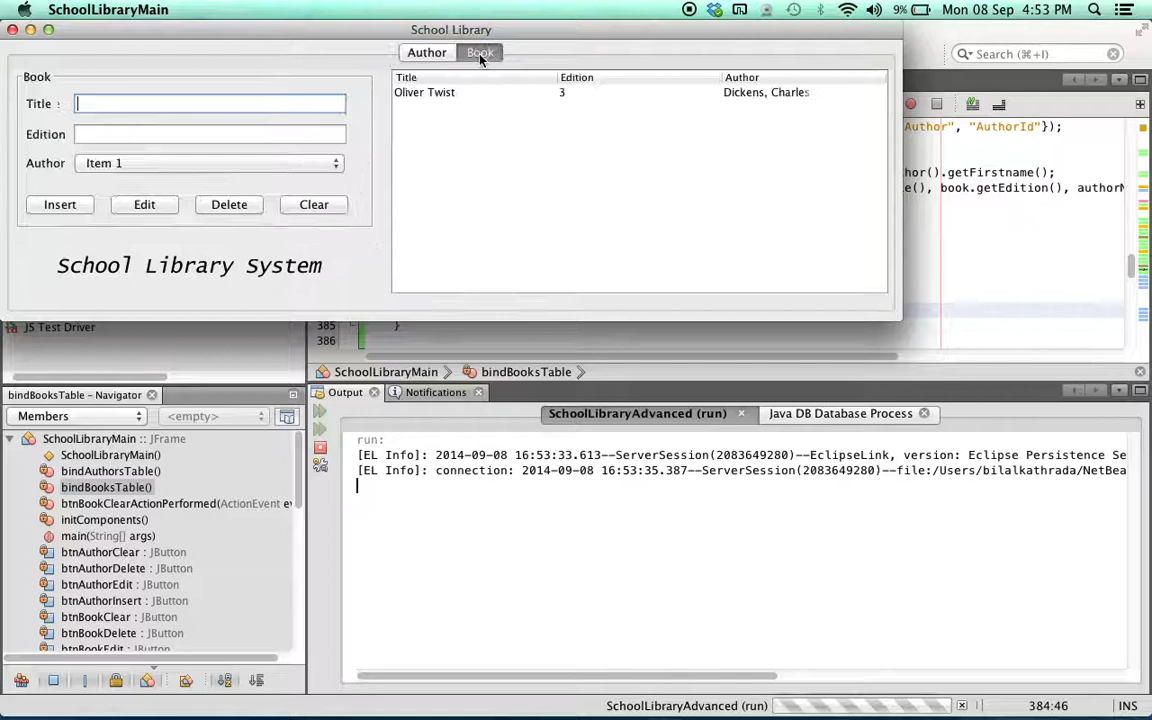 SchoolLibraryMain
9%
Mon 08 Sep 4:53 PM
School Library
Author
Book
Search (⌘+I)
Book
Title :
Edition
Author
Item 1
Insert
Edit
Delete
Clear
School Library System
Title
Edition
Author
Oliver Twist
3
Dickens, Charles
Author", "AuthorId"});
hor().getFirstname();
e(), book.getEdition(), author
385
}
386
JS Test Driver
SchoolLibraryMain
bindBooksTable
bindBooksTable - Navigator
Output
Notifications
Members
<empty>
SchoolLibraryAdvanced (run)
Java DB Database Process
SchoolLibraryMain :: JFrame
SchoolLibraryMain()
bindAuthorsTable()
bindBooksTable()
btnBookClearActionPerformed(ActionEvent ev
initComponents()
main(String[] args)
btnAuthorClear : JButton
btnAuthorDelete : JButton
btnAuthorEdit : JButton
btnAuthorInsert : JButton
btnBookClear : JButton
btnBookDelete : JButton
btnBookEdit : JButton
run:
[EL Info]: 2014-09-08 16:53:33.613--ServerSession(2083649280)--EclipseLink, version: Eclipse Persistence Se
[EL Info]: connection: 2014-09-08 16:53:35.387--ServerSession(2083649280)--file:/Users/bilalkathrada/NetBea
SchoolLibraryAdvanced (run)
384:46
INS